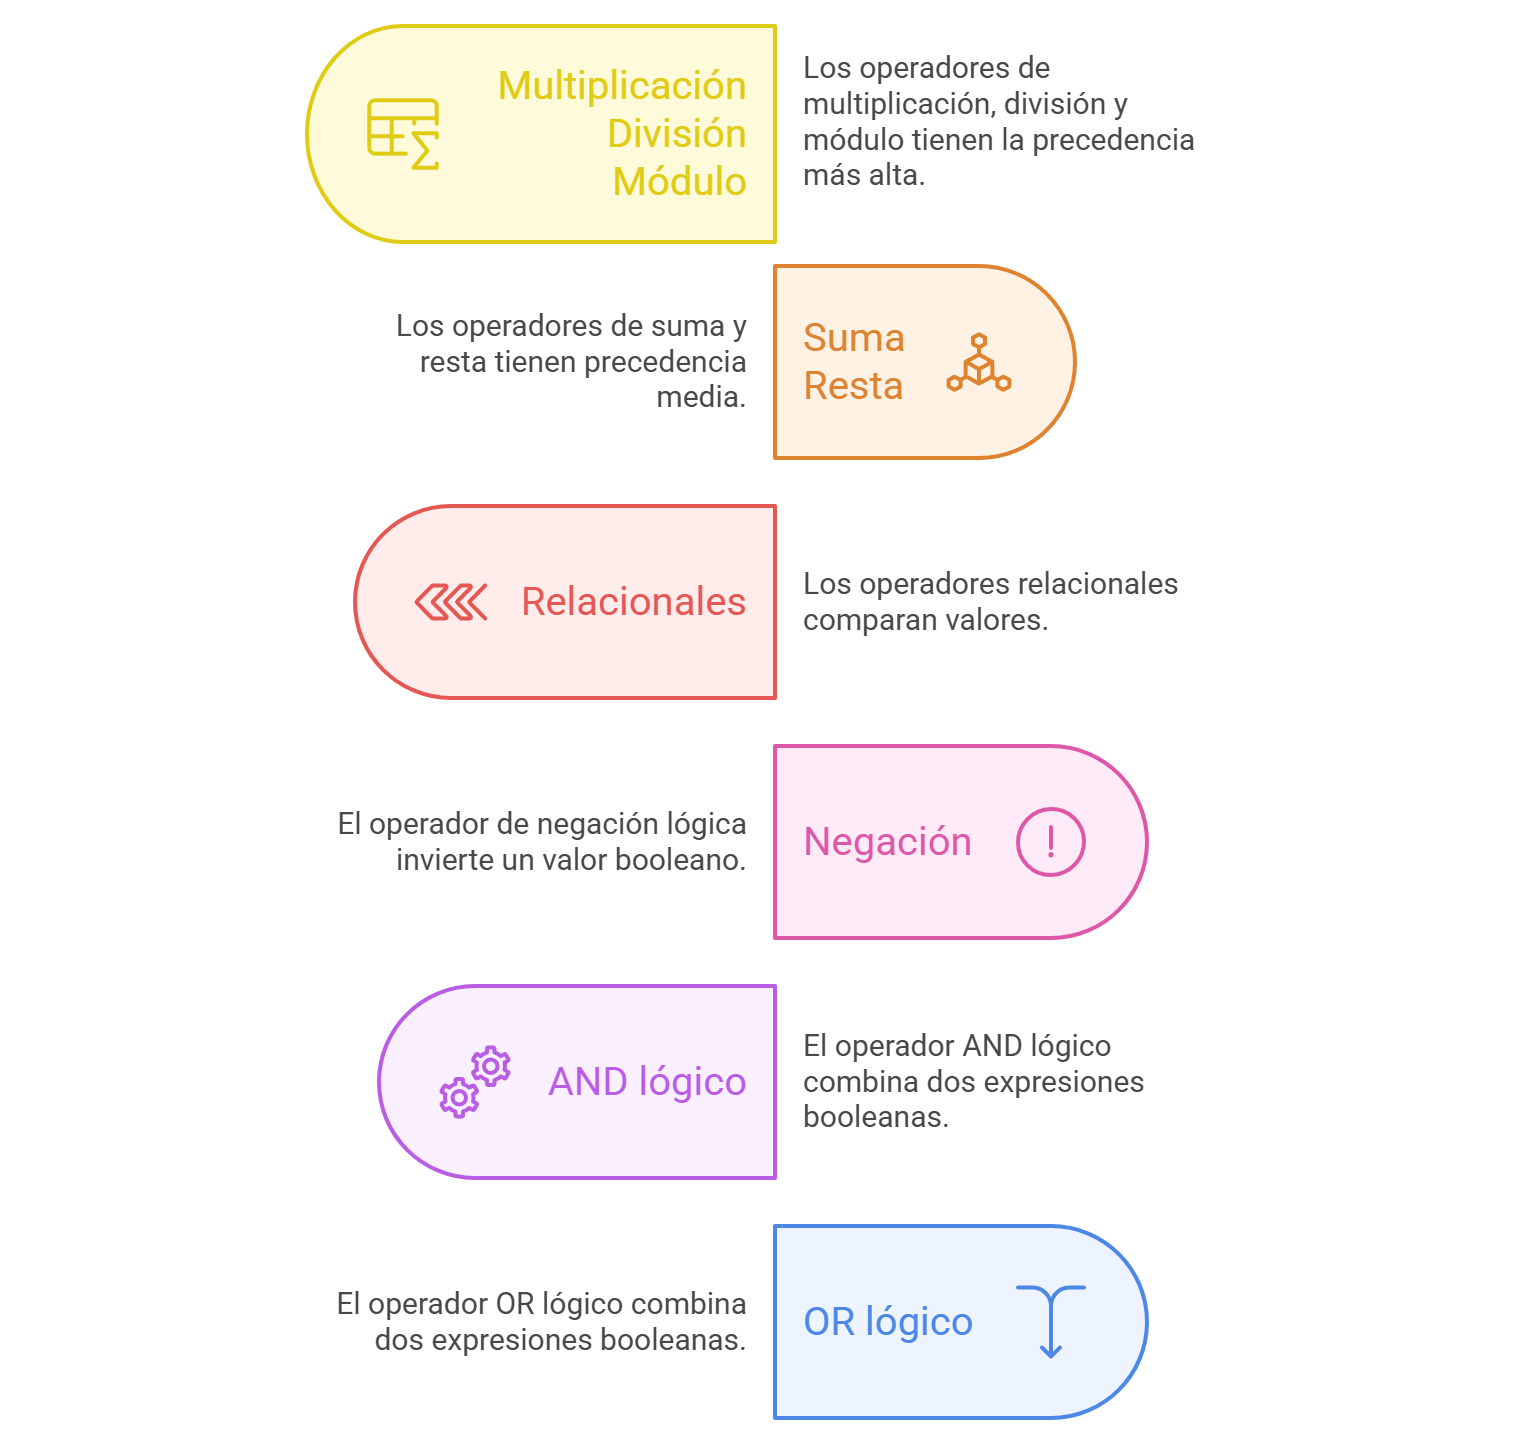 Multiplicación
División
Módulo
Los operadores de
multiplicación, división y
módulo tienen la precedencia
más alta.
Los operadores de suma y
resta tienen precedencia
media.
Suma
Resta
Relacionales
Los operadores relacionales
comparan valores.
El operador de negación lógica
invierte un valor booleano.
Negación
AND lógico
El operador AND lógico
combina dos expresiones
booleanas.
El operador OR lógico combina
dos expresiones booleanas.
OR lógico